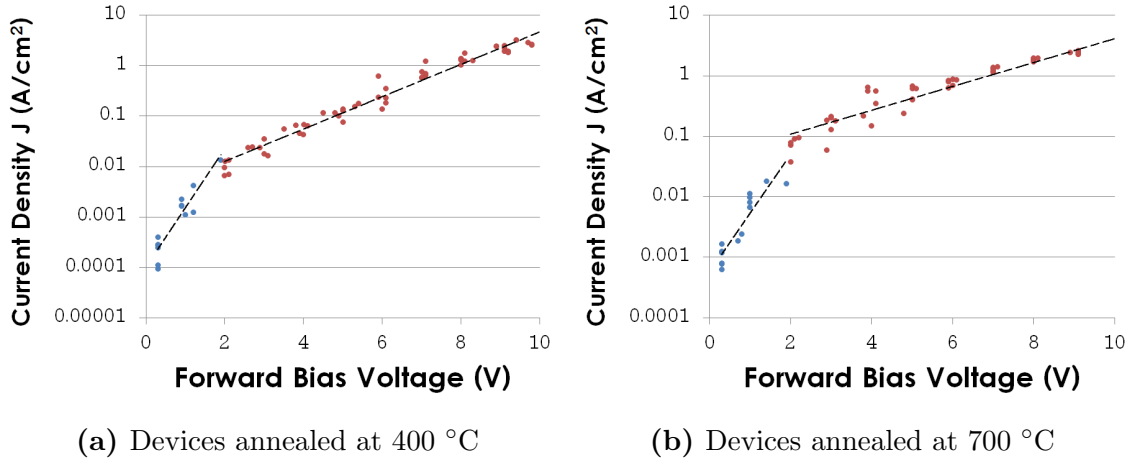 10
1
0.1
0.01
0.001
0.0001
0.00001
0 2 4 6 8 10
Current Density J (A/cm²)
Forward Bias Voltage (V)
(a) Devices annealed at 400 °C
10
1
0.1
0.01
0.001
0.0001
0 2 4 6 8 10
Current Density J (A/cm²)
Forward Bias Voltage (V)
(b) Devices annealed at 700 °C